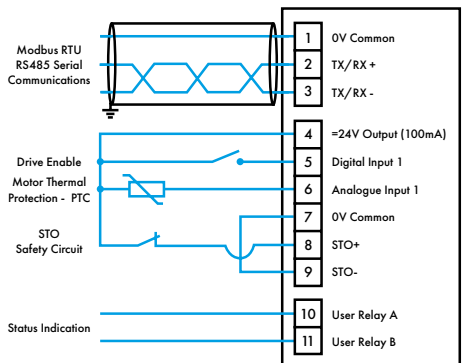 Modbus RTU
RS485 Serial
Communications
1 0V Common
2 TX/RX +
3 TX/RX -
4 =24V Output (100mA)
Drive Enable
5 Digital Input 1
Motor Thermal
Protection - PTC
6 Analogue Input 1
7 0V Common
STO
Safety Circuit
8 STO+
9 STO-
Status Indication
10 User Relay A
11 User Relay B